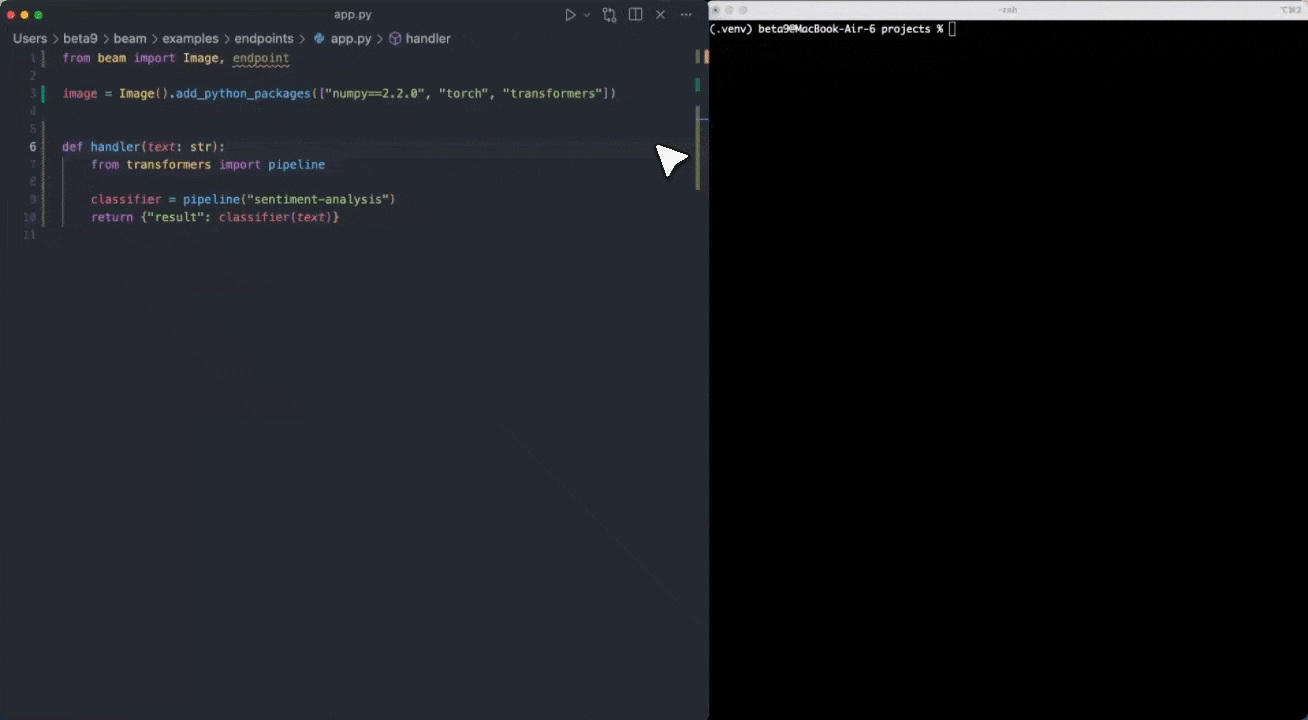 app.py
Users > beta9 > beam > examples > endpoints > app.py > handler
1 from beam import Image, endpoint
2
3 image = Image().add_python_packages(["numpy==2.2.0", "torch", "transformers"])
4
5
6 def handler(text: str):
7 from transformers import pipeline
8
9 classifier = pipeline("sentiment-analysis")
10 return {"result": classifier(text)}
11
-zsh
⌥⌘2
(.venv) beta9@MacBook-Air-6 projects %